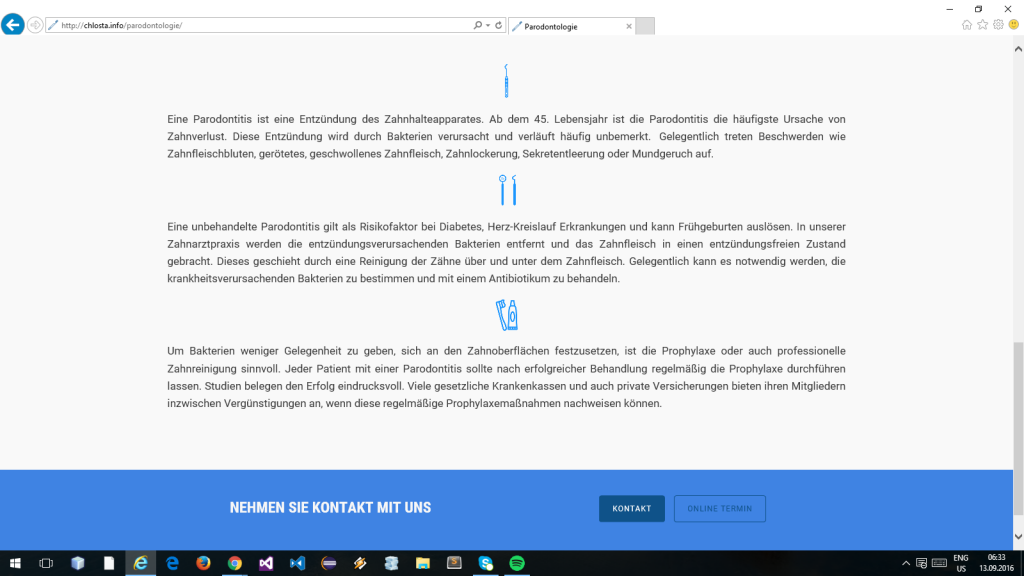 http://chlosta.info/parodontologie/
Parodontologie
Eine Parodontitis ist eine Entzündung des Zahnhalteapparates. Ab dem 45. Lebensjahr ist die Parodontitis die häufigste Ursache von
Zahnverlust. Diese Entzündung wird durch Bakterien verursacht und verläuft häufig unbemerkt. Gelegentlich treten Beschwerden wie
Zahnfleischbluten, gerötetes, geschwollenes Zahnfleisch, Zahnlockerung, Sekretentleerung oder Mundgeruch auf.
Eine unbehandelte Parodontitis gilt als Risikofaktor bei Diabetes, Herz-Kreislauf Erkrankungen und kann Frühgeburten auslösen. In unserer
Zahnarztpraxis werden die entzündungsverursachenden Bakterien entfernt und das Zahnfleisch in einen entzündungsfreien Zustand
gebracht. Dieses geschieht durch eine Reinigung der Zähne über und unter dem Zahnfleisch. Gelegentlich kann es notwendig werden, die
krankheitsverursachenden Bakterien zu bestimmen und mit einem Antibiotikum zu behandeln.
Um Bakterien weniger Gelegenheit zu geben, sich an den Zahnoberflächen festzusetzen, ist die Prophylaxe oder auch professionelle
Zahnreinigung sinnvoll. Jeder Patient mit einer Parodontitis sollte nach erfolgreicher Behandlung regelmäßig die Prophylaxe durchführen
lassen. Studien belegen den Erfolg eindrucksvoll. Viele gesetzliche Krankenkassen und auch private Versicherungen bieten ihren Mitgliedern
inzwischen Vergünstigungen an, wenn diese regelmäßige Prophylaxemaßnahmen nachweisen können.
NEHMEN SIE KONTAKT MIT UNS
KONTAKT
ONLINE TERMIN
ENG
US
06:33
13.09.2016